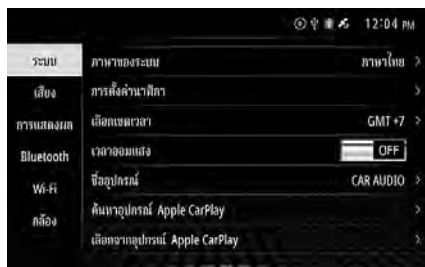 12:04 PM
ระบบ
เสียง
การแสดงผล
Bluetooth
Wi-Fi
กล้อง
ภาษาของระบบ ภาษาไทย >
การตั้งค่านาฬิกา >
เลือกเขตเวลา GMT +7 >
เวลาออมแสง OFF
ชื่ออุปกรณ์ CAR AUDIO >
ค้นหาอุปกรณ์ Apple CarPlay >
เลือกจากอุปกรณ์ Apple CarPlay >